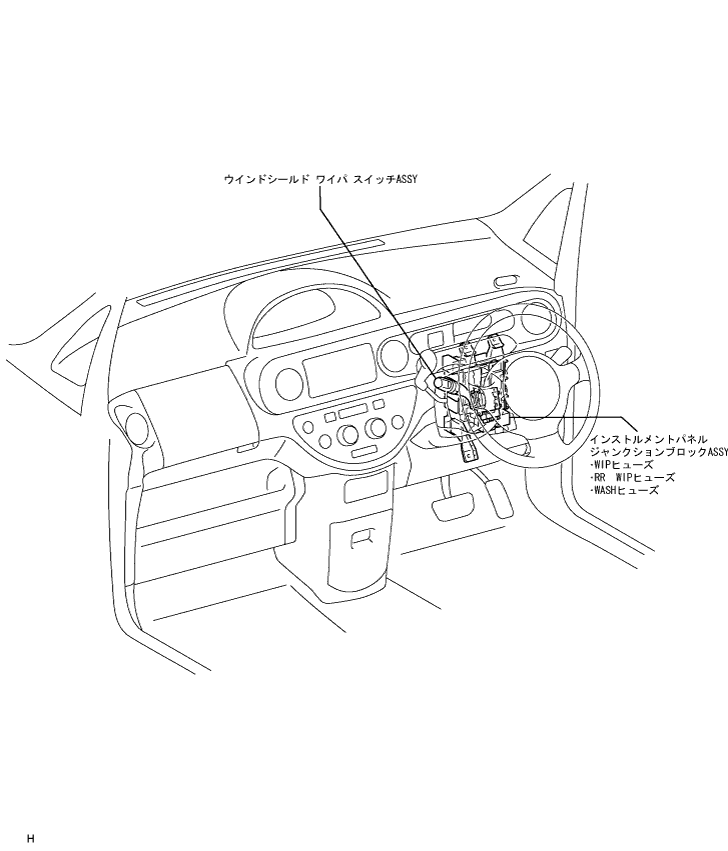 ウインドシールド ワイパ スイッチASSY
インストルメントパネル
ジャンクションブロックASSY
・WIPヒューズ
・RR WIPヒューズ
・WASHヒューズ
H